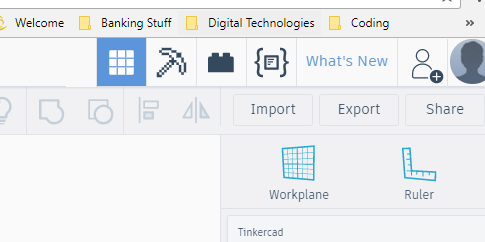 Welcome Banking Stuff Digital Technologies Coding
What's New
Import Export Share
Workplane Ruler
Tinkercad